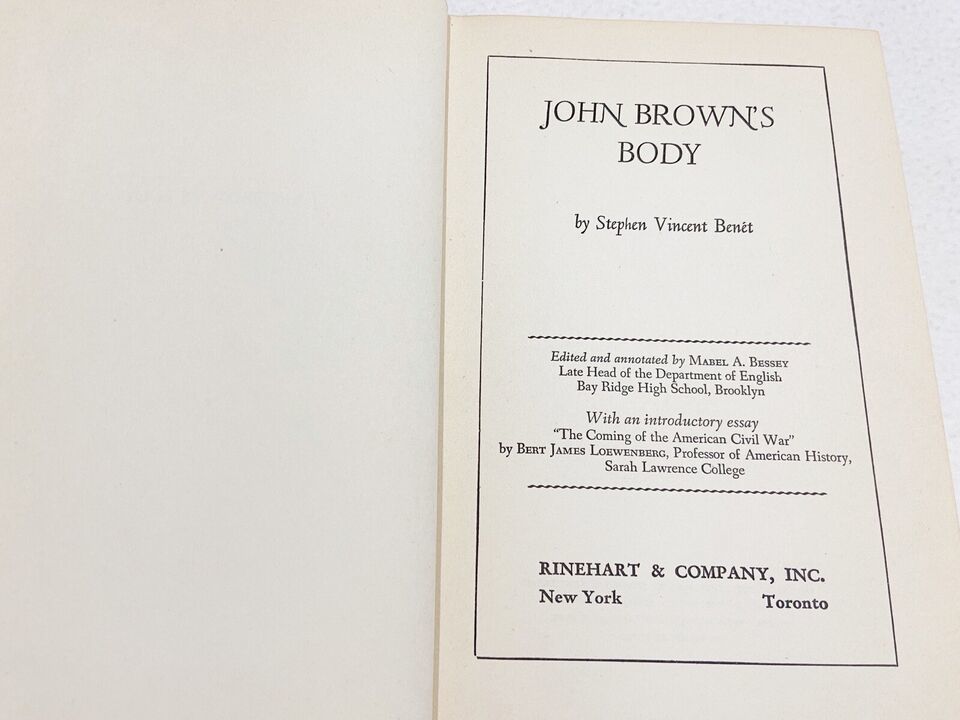 JOHN BROWN'S
BODY
by Stephen Vincent Benét
Edited and annotated by MABEL A. BESSEY
Late Head of the Department of English
Bay Ridge High School, Brooklyn
With an introductory essay
"The Coming of the American Civil War"
by BERT JAMES LOEWENBERG, Professor of American History,
Sarah Lawrence College
RINEHART & COMPANY, INC.
New York Toronto